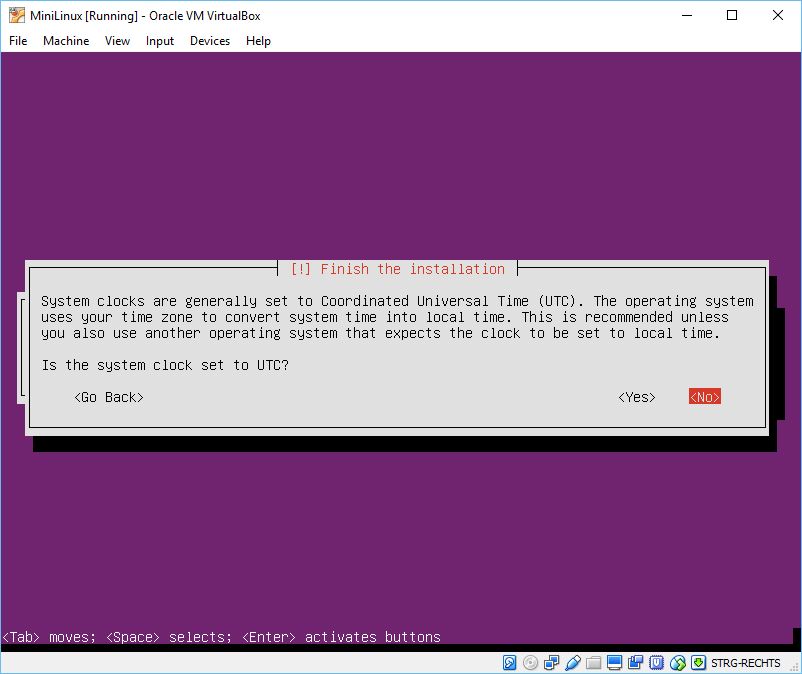 MiniLinux [Running] - Oracle VM VirtualBox
File Machine View Input Devices Help
[!] Finish the installation
System clocks are generally set to Coordinated Universal Time (UTC). The operating system
uses your time zone to convert system time into local time. This is recommended unless
you also use another operating system that expects the clock to be set to local time.
Is the system clock set to UTC?
<Go Back> <Yes> <No>
<Tab> moves; <Space> selects; <Enter> activates buttons
STRG-RECHTS